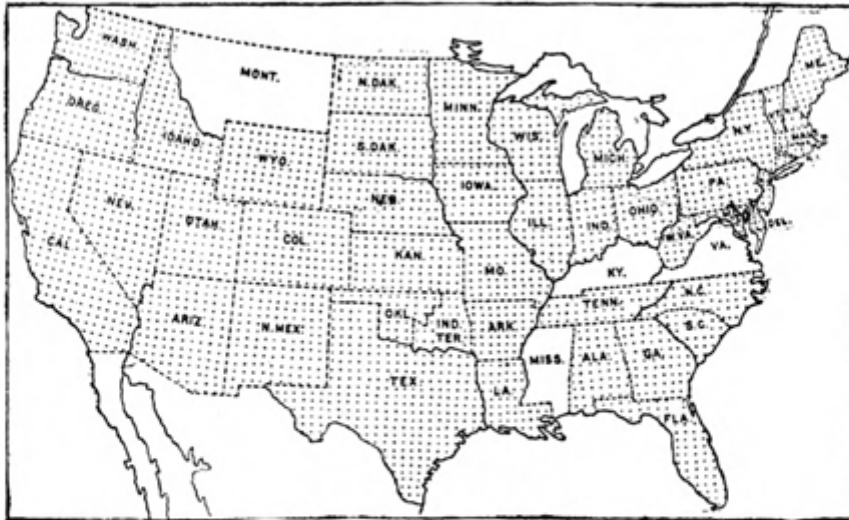 WASH.
MONT.
N.DAK.
MINN.
ME.
OREG.
IDAHO.
WYO.
S.DAK.
WIS.
MICH.
N.Y.
MASS.
NEV.
UTAH.
COL.
NEB.
IOWA.
ILL.
IND.
OHIO.
PA.
W.VA.
VA.
DEL.
CAL.
KAN.
MO.
KY.
ARIZ.
N.MEX.
OKL.
IND.
TER.
ARK.
TENN.
N.C.
S.C.
TEX.
LA.
MISS.
ALA.
GA.
FLA.